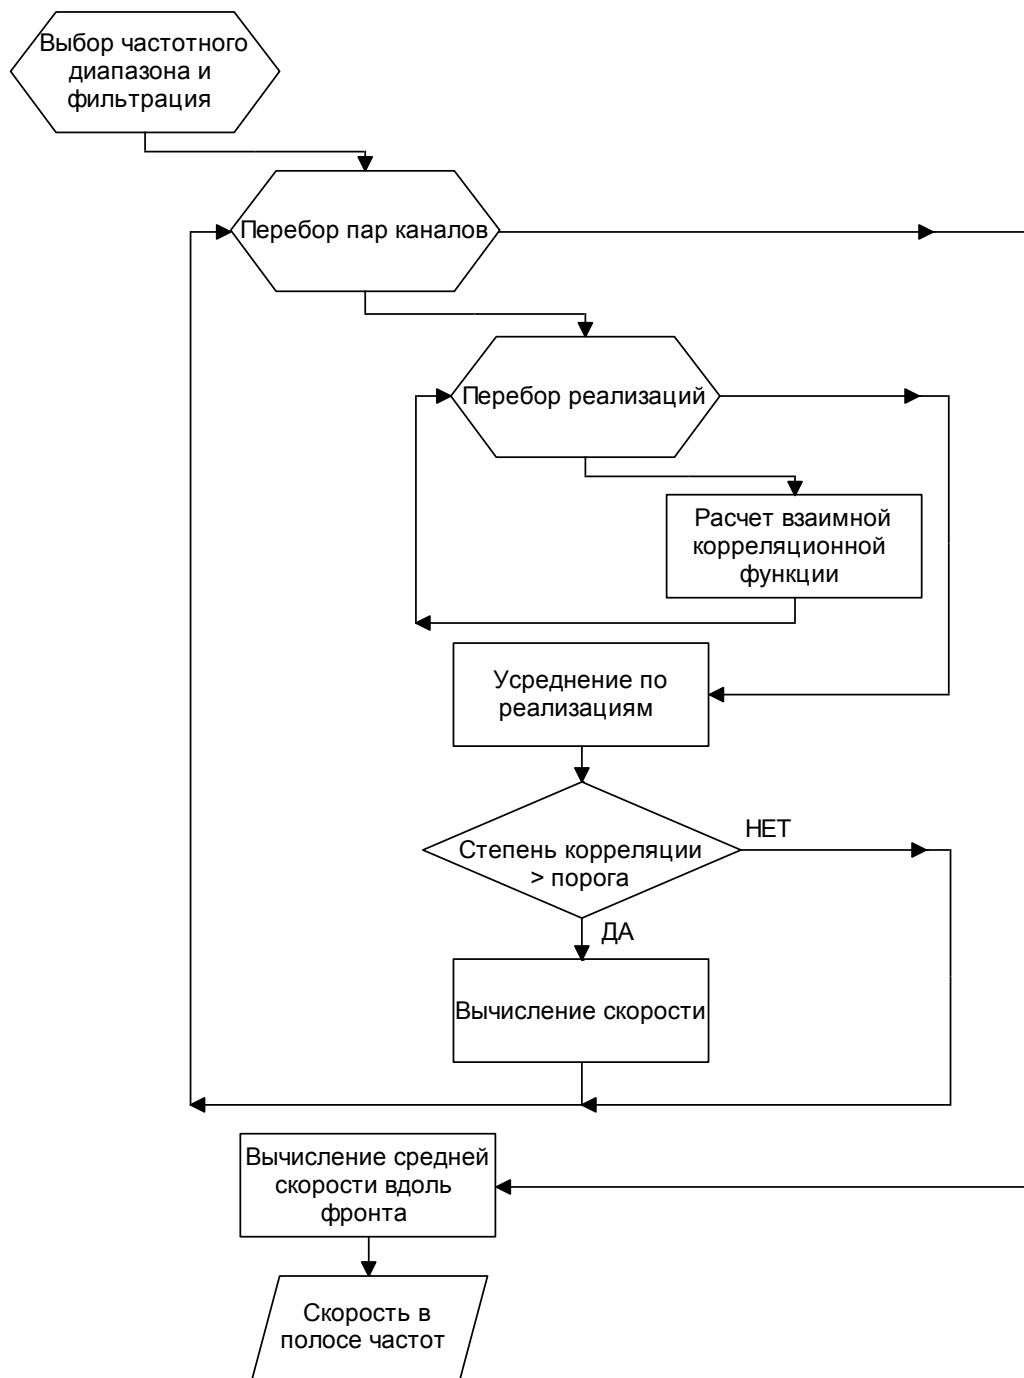 Выбор частотного
диапазона и
фильтрация
Перебор пар каналов
Перебор реализаций
Расчет взаимной
корреляционной
функции
Усреднение по
реализациям
НЕТ
Степень корреляции
> порога
ДА
Вычисление скорости
Вычисление средней
скорости вдоль
фронта
Скорость в
полосе частот